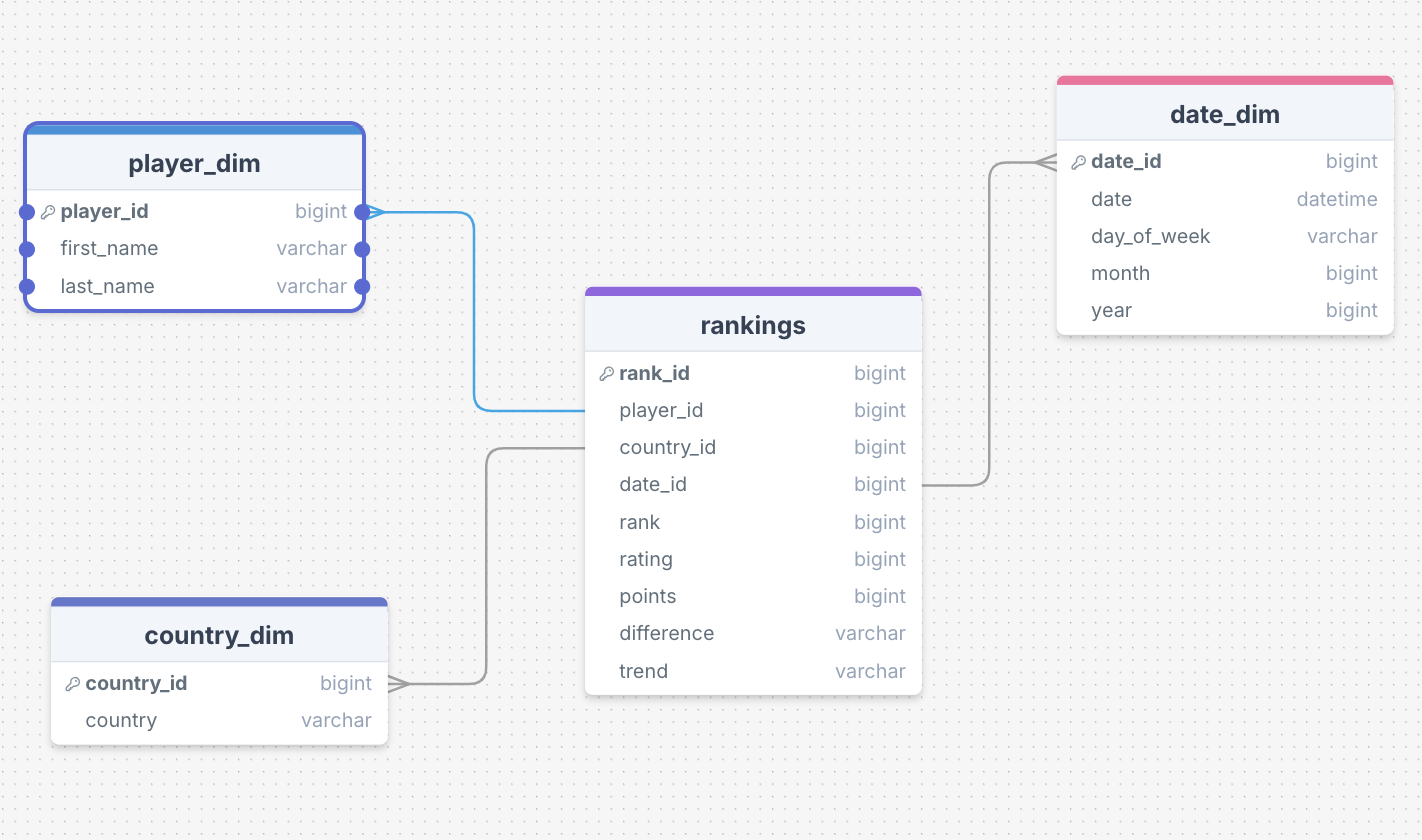 player_dim
player_id bigint
first_name varchar
last_name varchar
date_dim
date_id bigint
date datetime
day_of_week varchar
month bigint
year bigint
rankings
rank_id bigint
player_id bigint
country_id bigint
date_id bigint
rank bigint
rating bigint
points bigint
difference varchar
trend varchar
country_dim
country_id bigint
country varchar